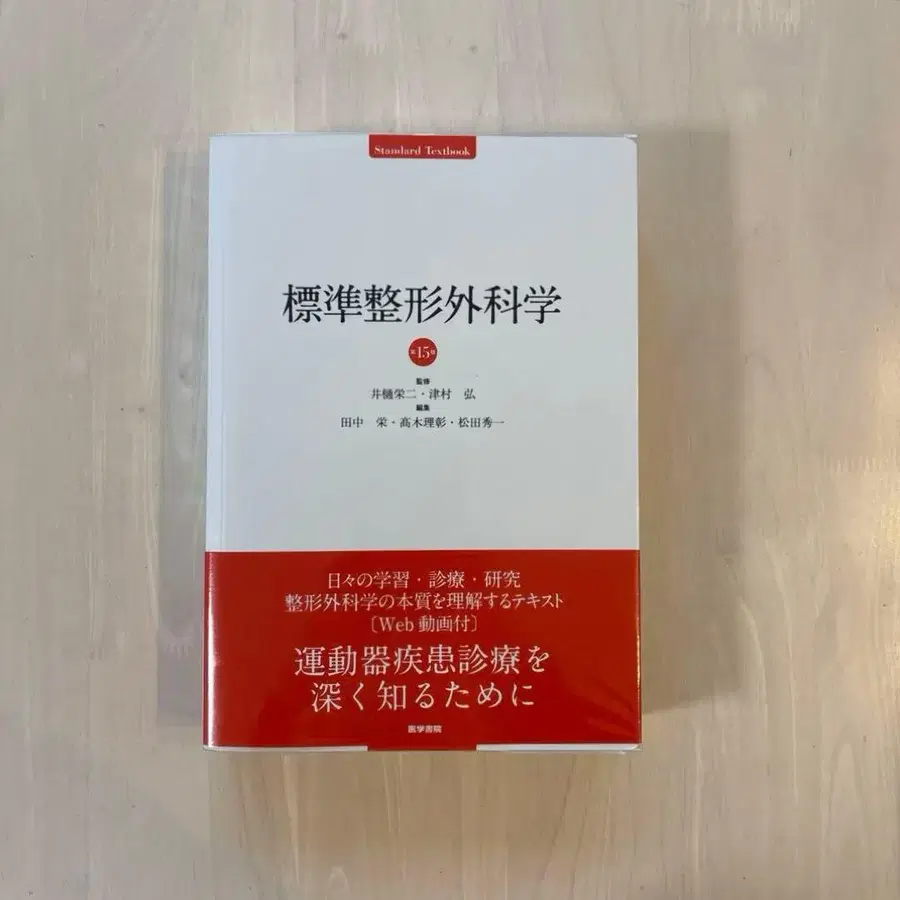 Standard Textbook
標準整形外科学
第15版
監修
井樋栄二・津村　弘
編集
田中　栄・髙木理彰・松田秀一
日々の学習・診療・研究
整形外科学の本質を理解するテキスト
〔Web動画付〕
運動器疾患診療を
深く知るために
医学書院